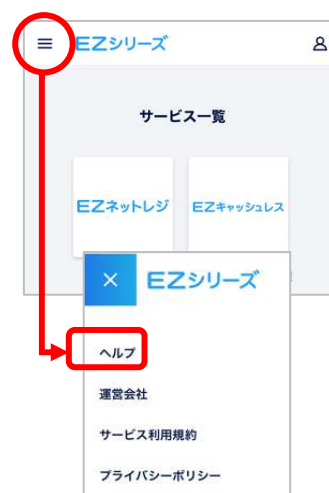 EZシリーズ
サービス一覧
EZネットレジ
EZキャッシュレス
EZシリーズ
ヘルプ
運営会社
サービス利用規約
プライバシーポリシー